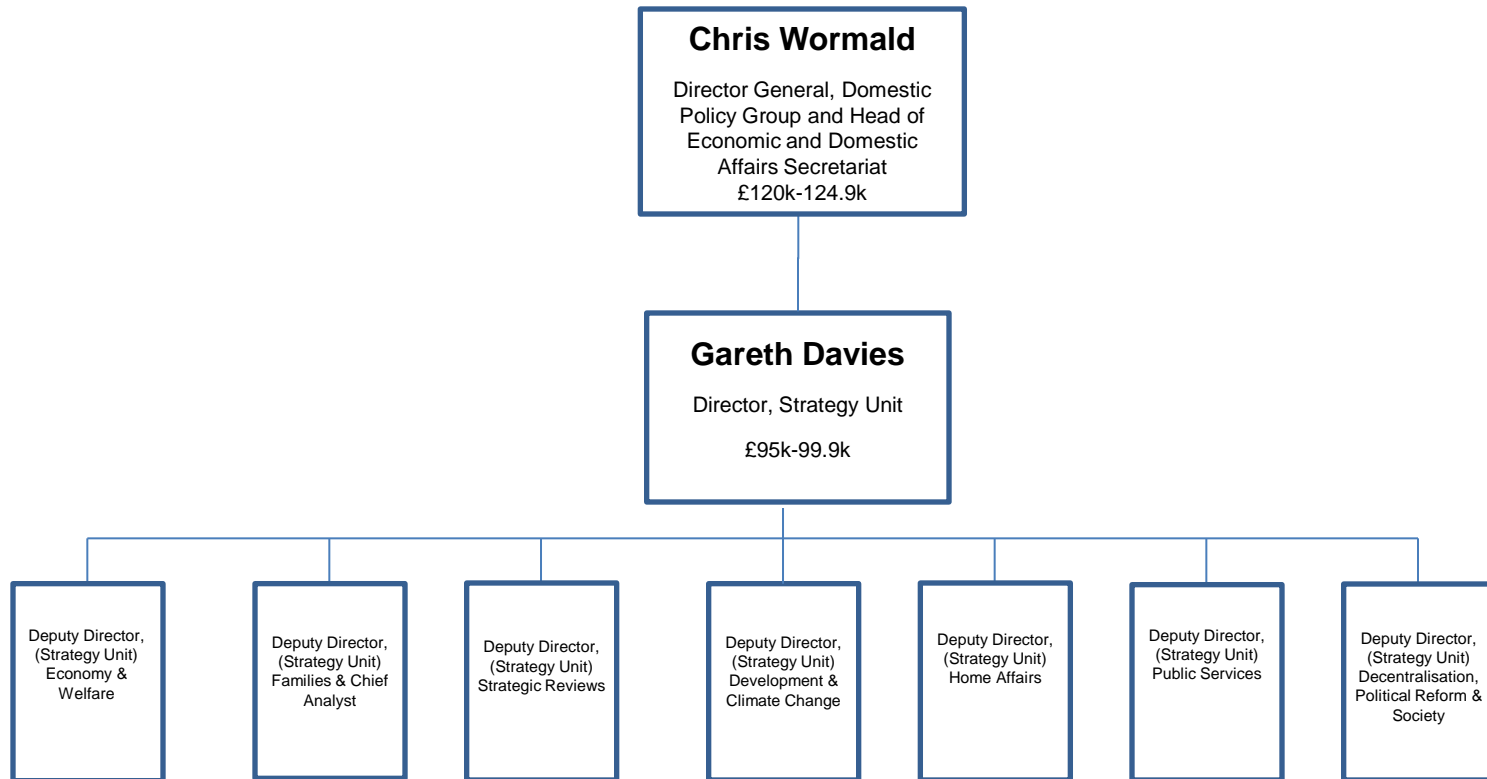 Chris Wormald
Director General, Domestic
Policy Group and Head of
Economic and Domestic
Affairs Secretariat
£120k-124.9k
Gareth Davies
Director, Strategy Unit
£95k-99.9k
Deputy Director,
(Strategy Unit)
Economy &
Welfare
Deputy Director,
(Strategy Unit)
Families & Chief
Analyst
Deputy Director,
(Strategy Unit)
Strategic Reviews
Deputy Director,
(Strategy Unit)
Development &
Climate Change
Deputy Director,
(Strategy Unit)
Home Affairs
Deputy Director,
(Strategy Unit)
Public Services
Deputy Director,
(Strategy Unit)
Decentralisation,
Political Reform &
Society